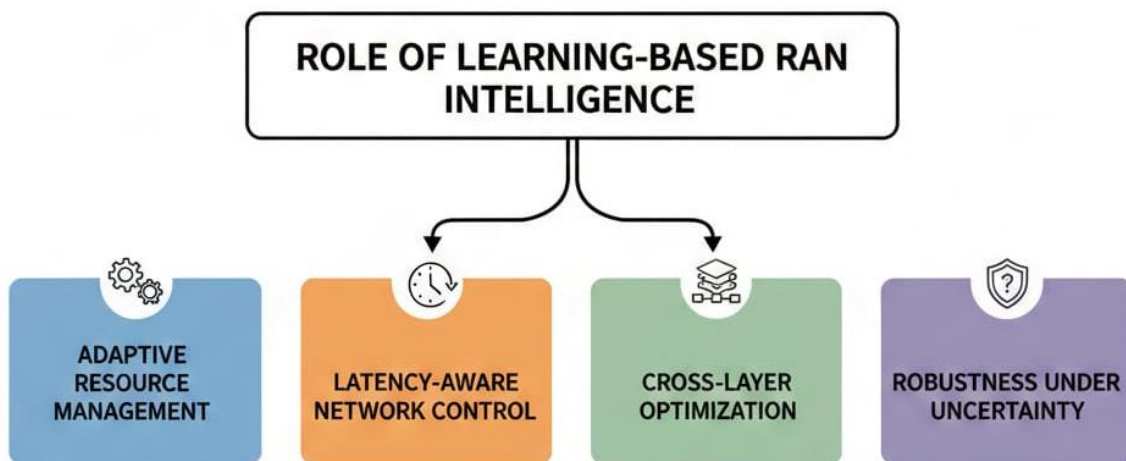 ROLE OF LEARNING-BASED RAN
INTELLIGENCE
ADAPTIVE
RESOURCE
MANAGEMENT
LATENCY-AWARE
NETWORK CONTROL
CROSS-LAYER
OPTIMIZATION
?
ROBUSTNESS UNDER
UNCERTAINTY